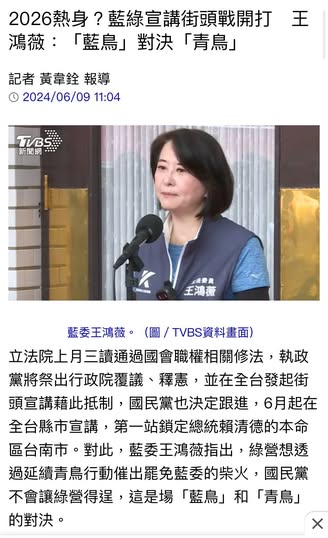 2026熱身？藍綠宣講街頭戰開打　王
鴻薇：「藍鳥」對決「青鳥」
記者 黃韋銓 報導
2024/06/09 11:04
TVBS
新聞網
立法委員
王鴻薇
藍委王鴻薇。（圖 / TVBS資料畫面）
立法院上月三讀通過國會職權相關修法，執政
黨將祭出行政院覆議、釋憲，並在全台發起街
頭宣講藉此抵制，國民黨也決定跟進，6月起在
全台縣市宣講，第一站鎖定總統賴清德的本命
區台南市。對此，藍委王鴻薇指出，綠營想透
過延續青鳥行動催出罷免藍委的柴火，國民黨
不會讓綠營得逞，這是場「藍鳥」和「青鳥」
的對決。